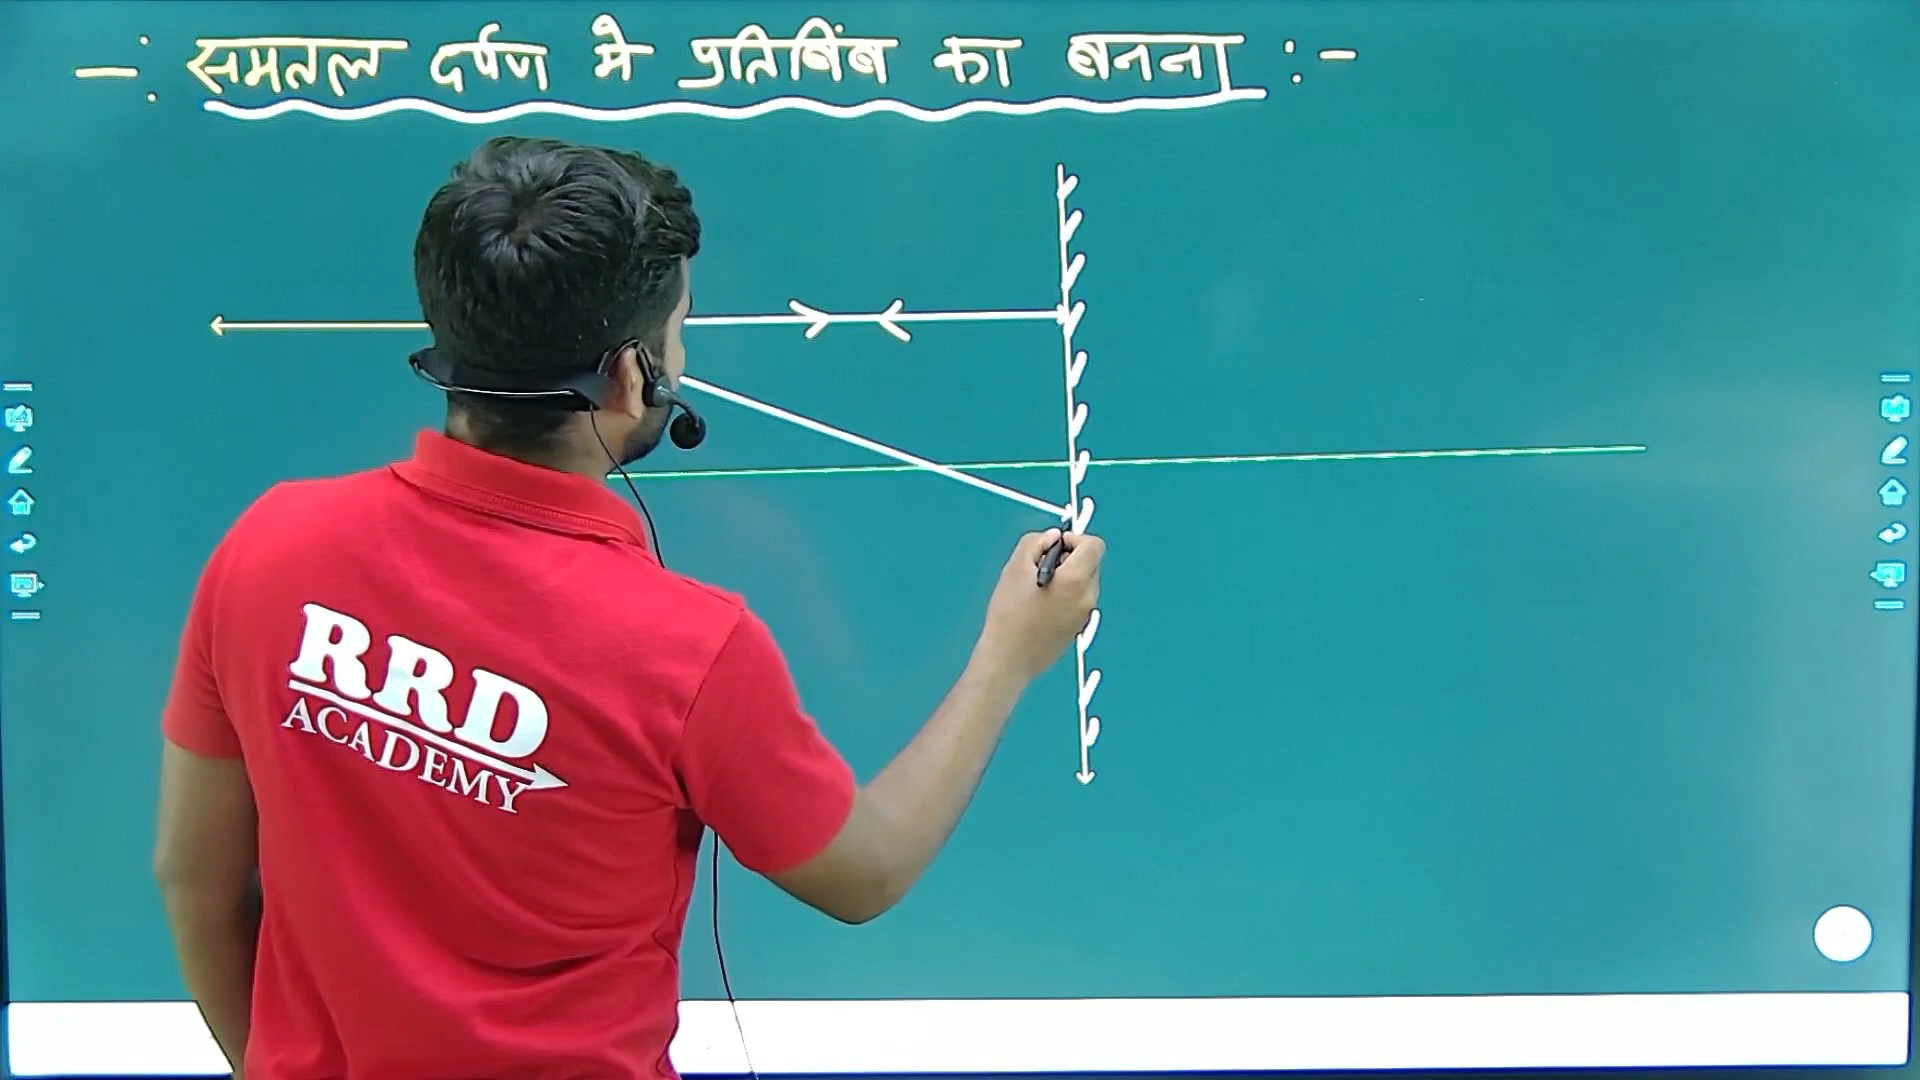 -: समतल दर्पण मे प्रतिबिंब का बनना :-
RRD
ACADEMY